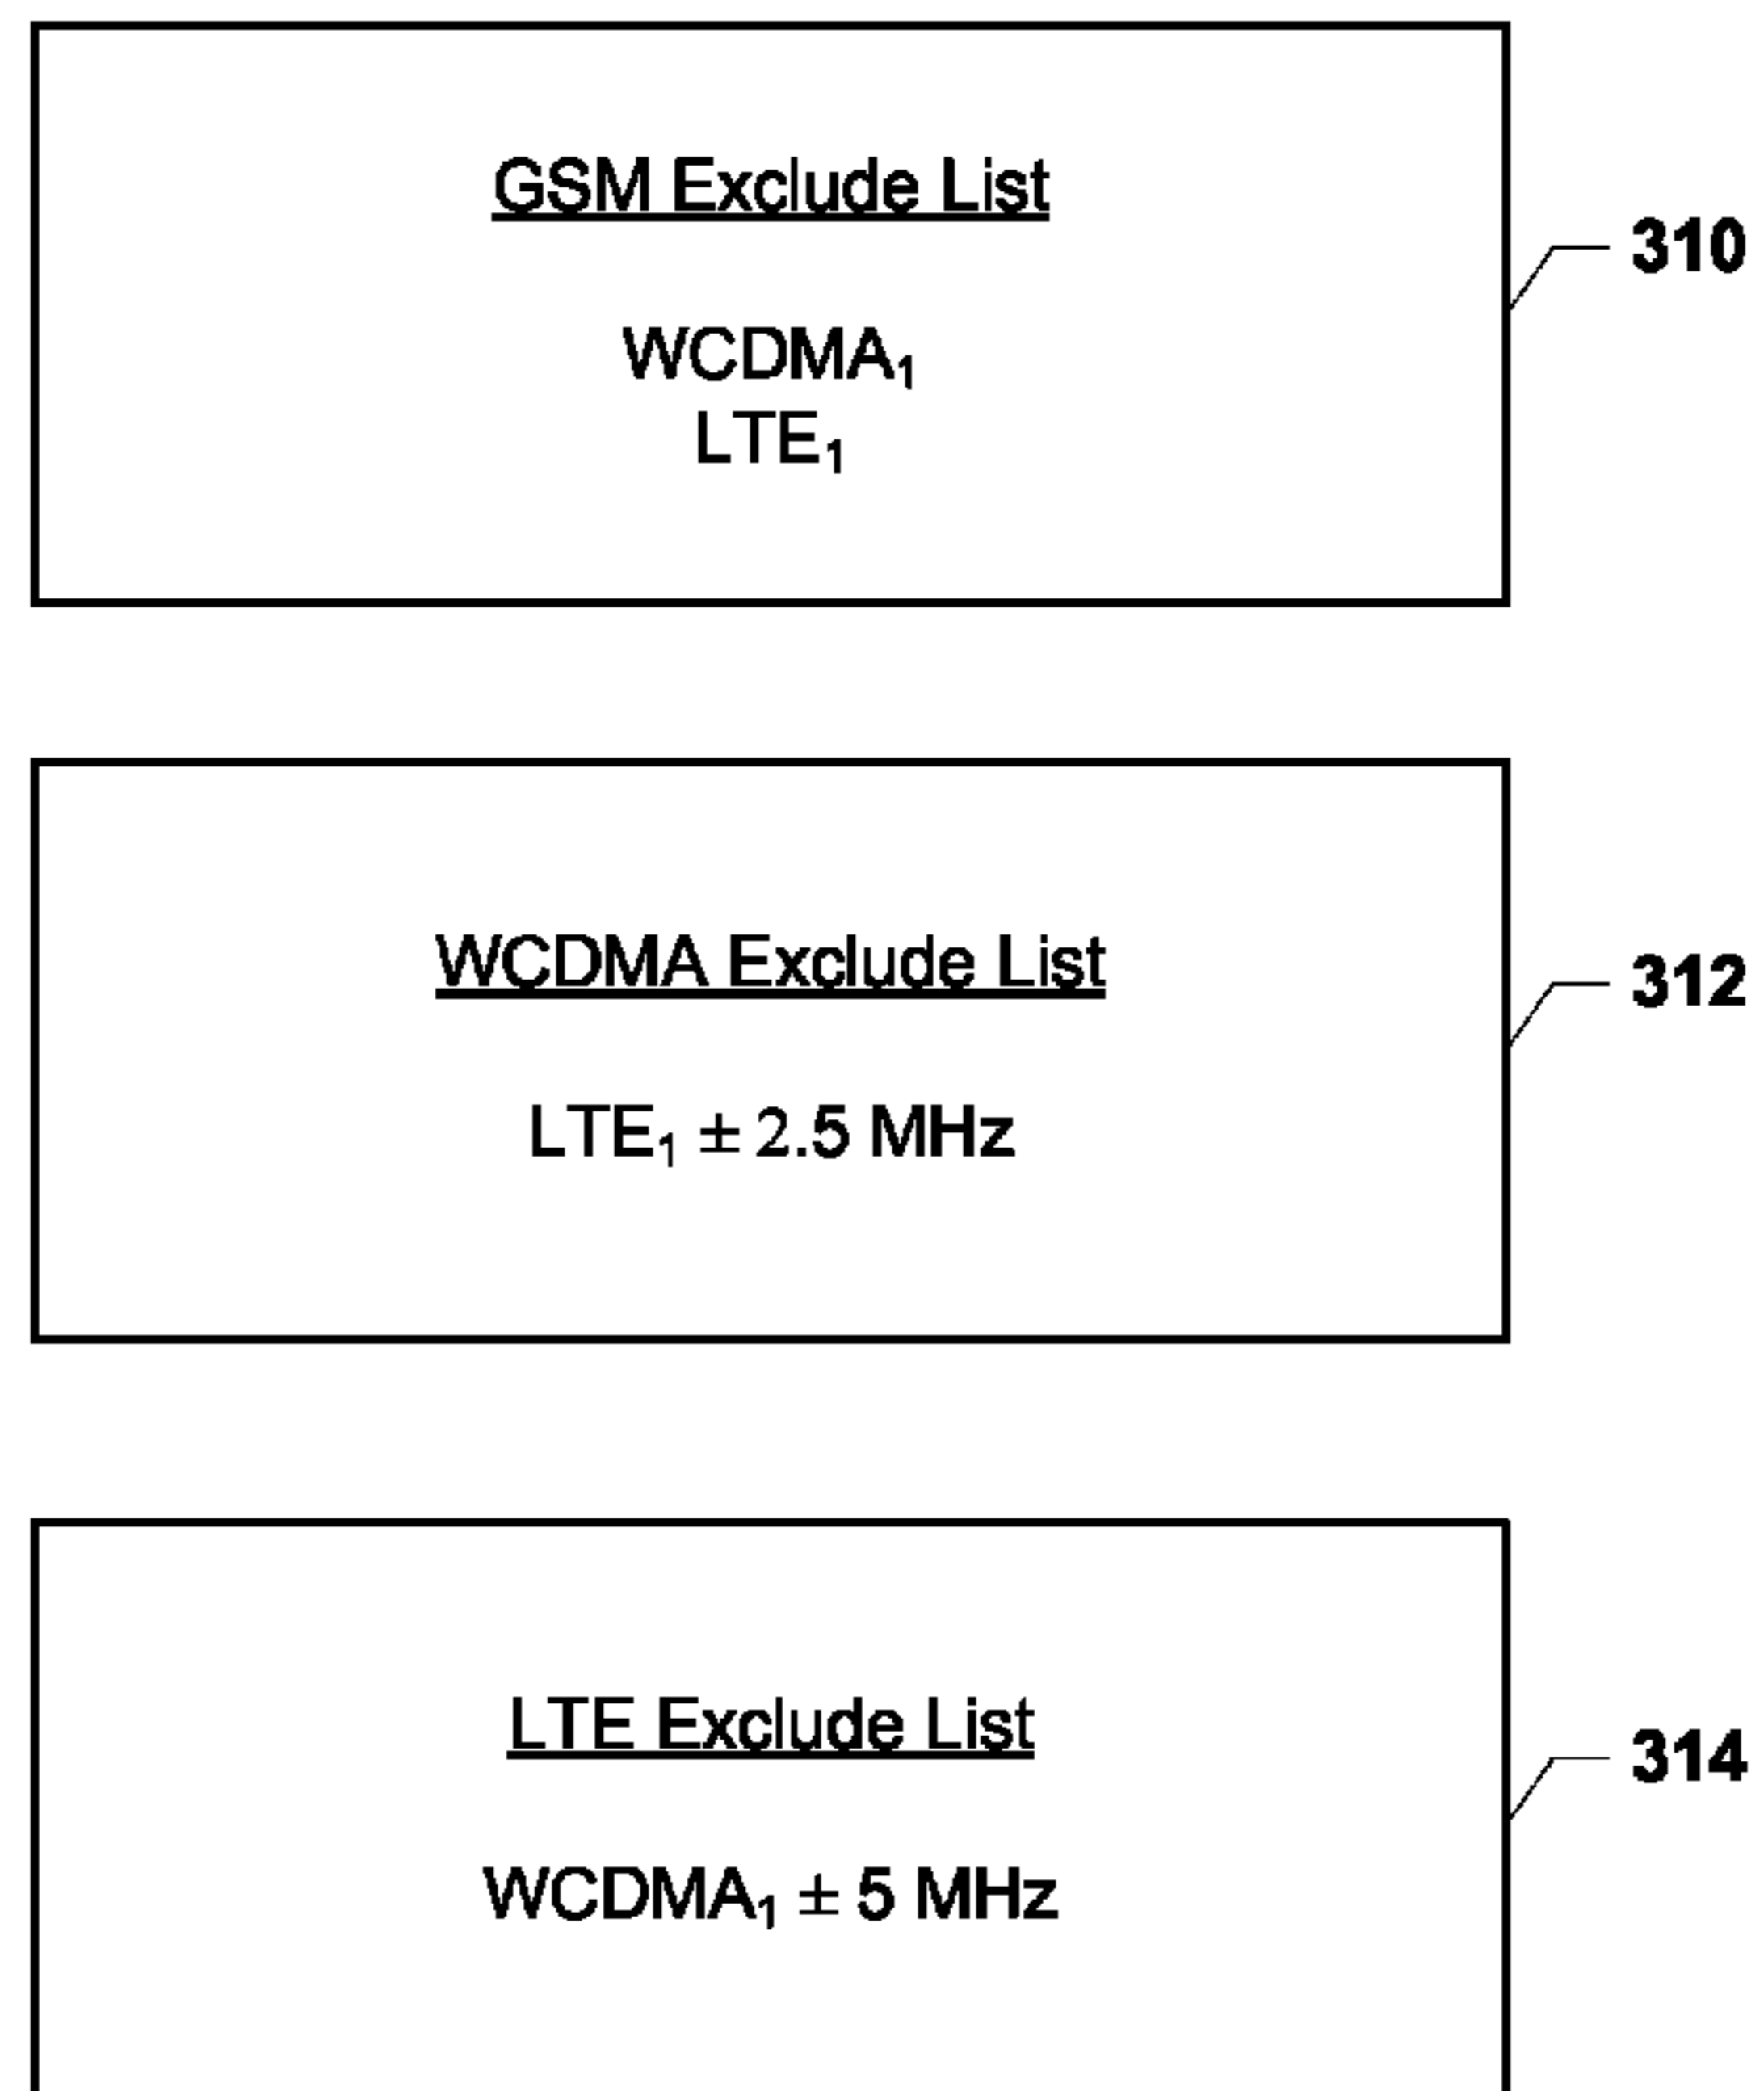 GSM Exclude List
310
WCDMA₁
LTE₁
WCDMA Exclude List
312
LTE₁ ± 2.5 MHz
LTE Exclude List
314
WCDMA₁ ± 5 MHz